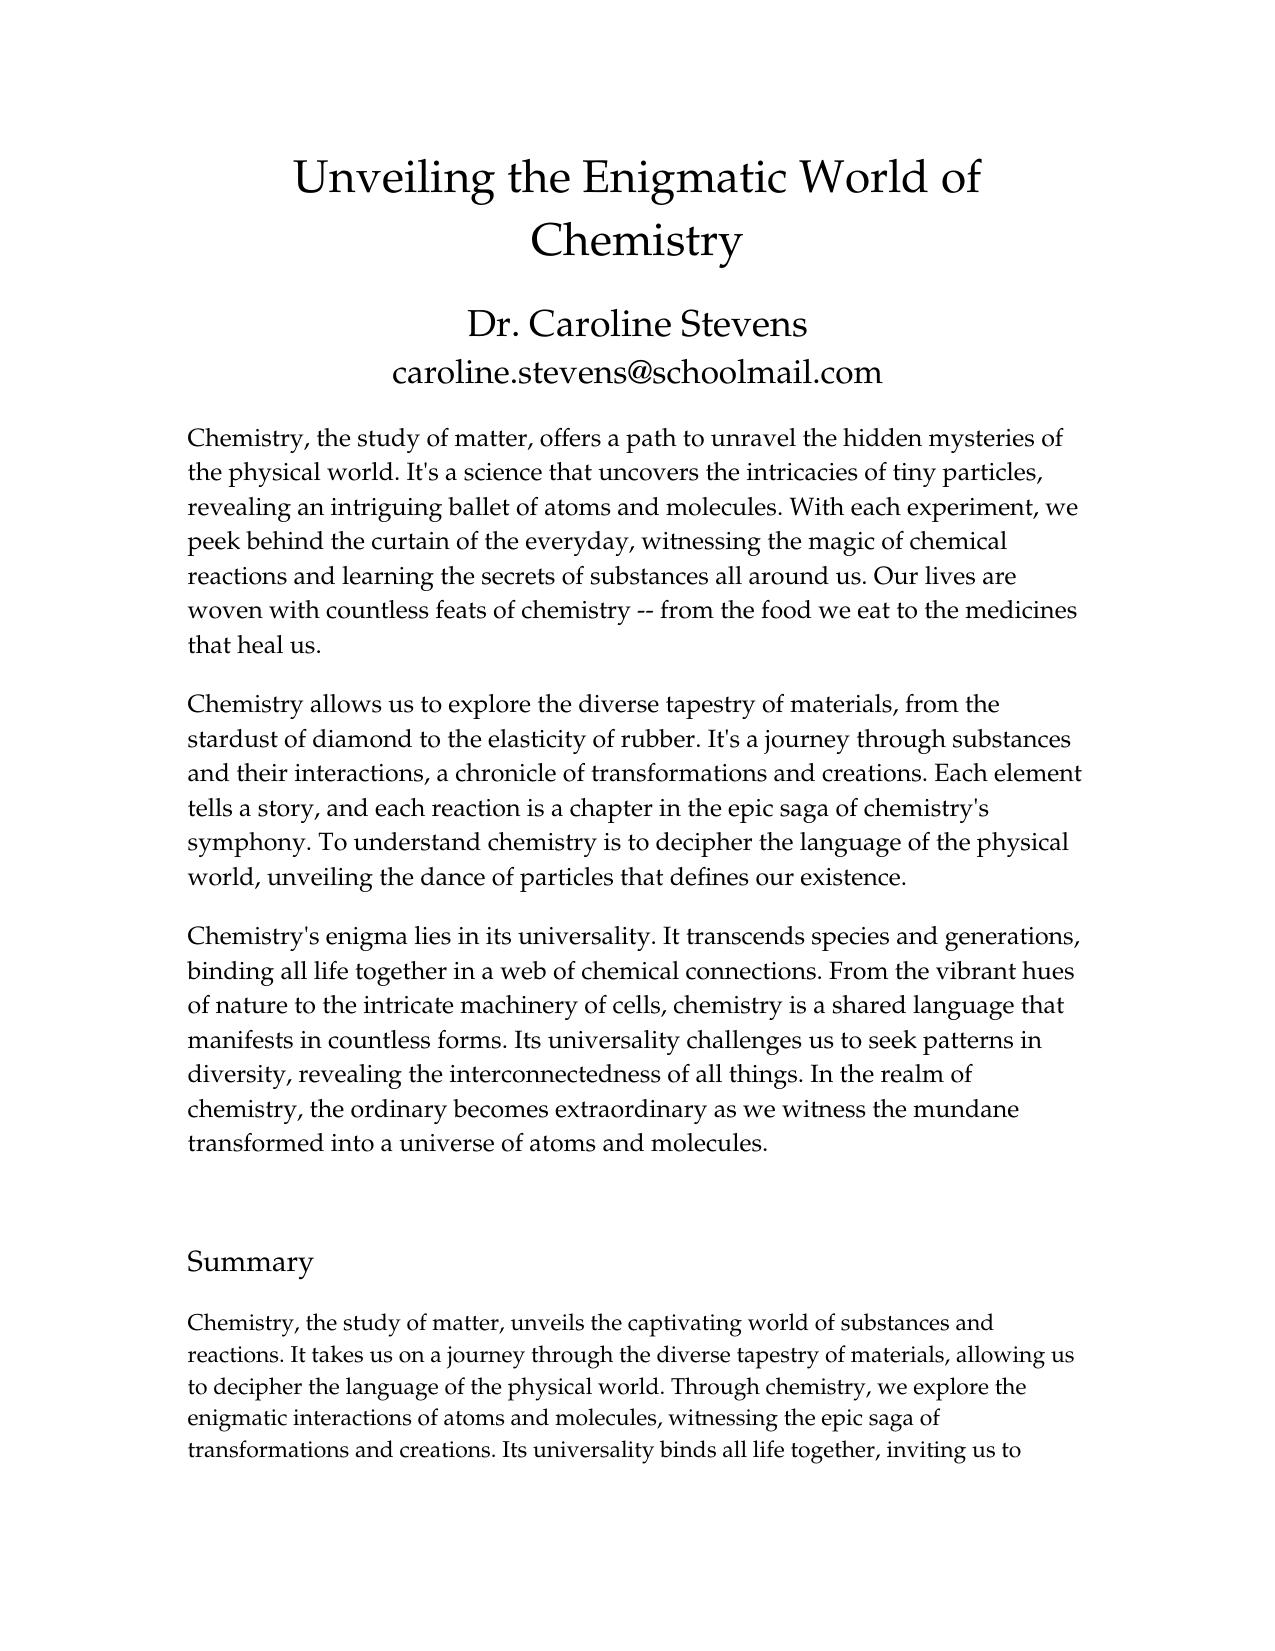 Unveiling the Enigmatic World of
Chemistry
Dr. Caroline Stevens
caroline.stevens@schoolmail.com
Chemistry, the study of matter, offers a path to unravel the hidden mysteries of
the physical world. It's a science that uncovers the intricacies of tiny particles,
revealing an intriguing ballet of atoms and molecules. With each experiment, we
peek behind the curtain of the everyday, witnessing the magic of chemical
reactions and learning the secrets of substances all around us. Our lives are
woven with countless feats of chemistry -- from the food we eat to the medicines
that heal us.
Chemistry allows us to explore the diverse tapestry of materials, from the
stardust of diamond to the elasticity of rubber. It's a journey through substances
and their interactions, a chronicle of transformations and creations. Each element
tells a story, and each reaction is a chapter in the epic saga of chemistry's
symphony. To understand chemistry is to decipher the language of the physical
world, unveiling the dance of particles that defines our existence.
Chemistry's enigma lies in its universality. It transcends species and generations,
binding all life together in a web of chemical connections. From the vibrant hues
of nature to the intricate machinery of cells, chemistry is a shared language that
manifests in countless forms. Its universality challenges us to seek patterns in
diversity, revealing the interconnectedness of all things. In the realm of
chemistry, the ordinary becomes extraordinary as we witness the mundane
transformed into a universe of atoms and molecules.
Summary
Chemistry, the study of matter, unveils the captivating world of substances and
reactions. It takes us on a journey through the diverse tapestry of materials, allowing us
to decipher the language of the physical world. Through chemistry, we explore the
enigmatic interactions of atoms and molecules, witnessing the epic saga of
transformations and creations. Its universality binds all life together, inviting us to